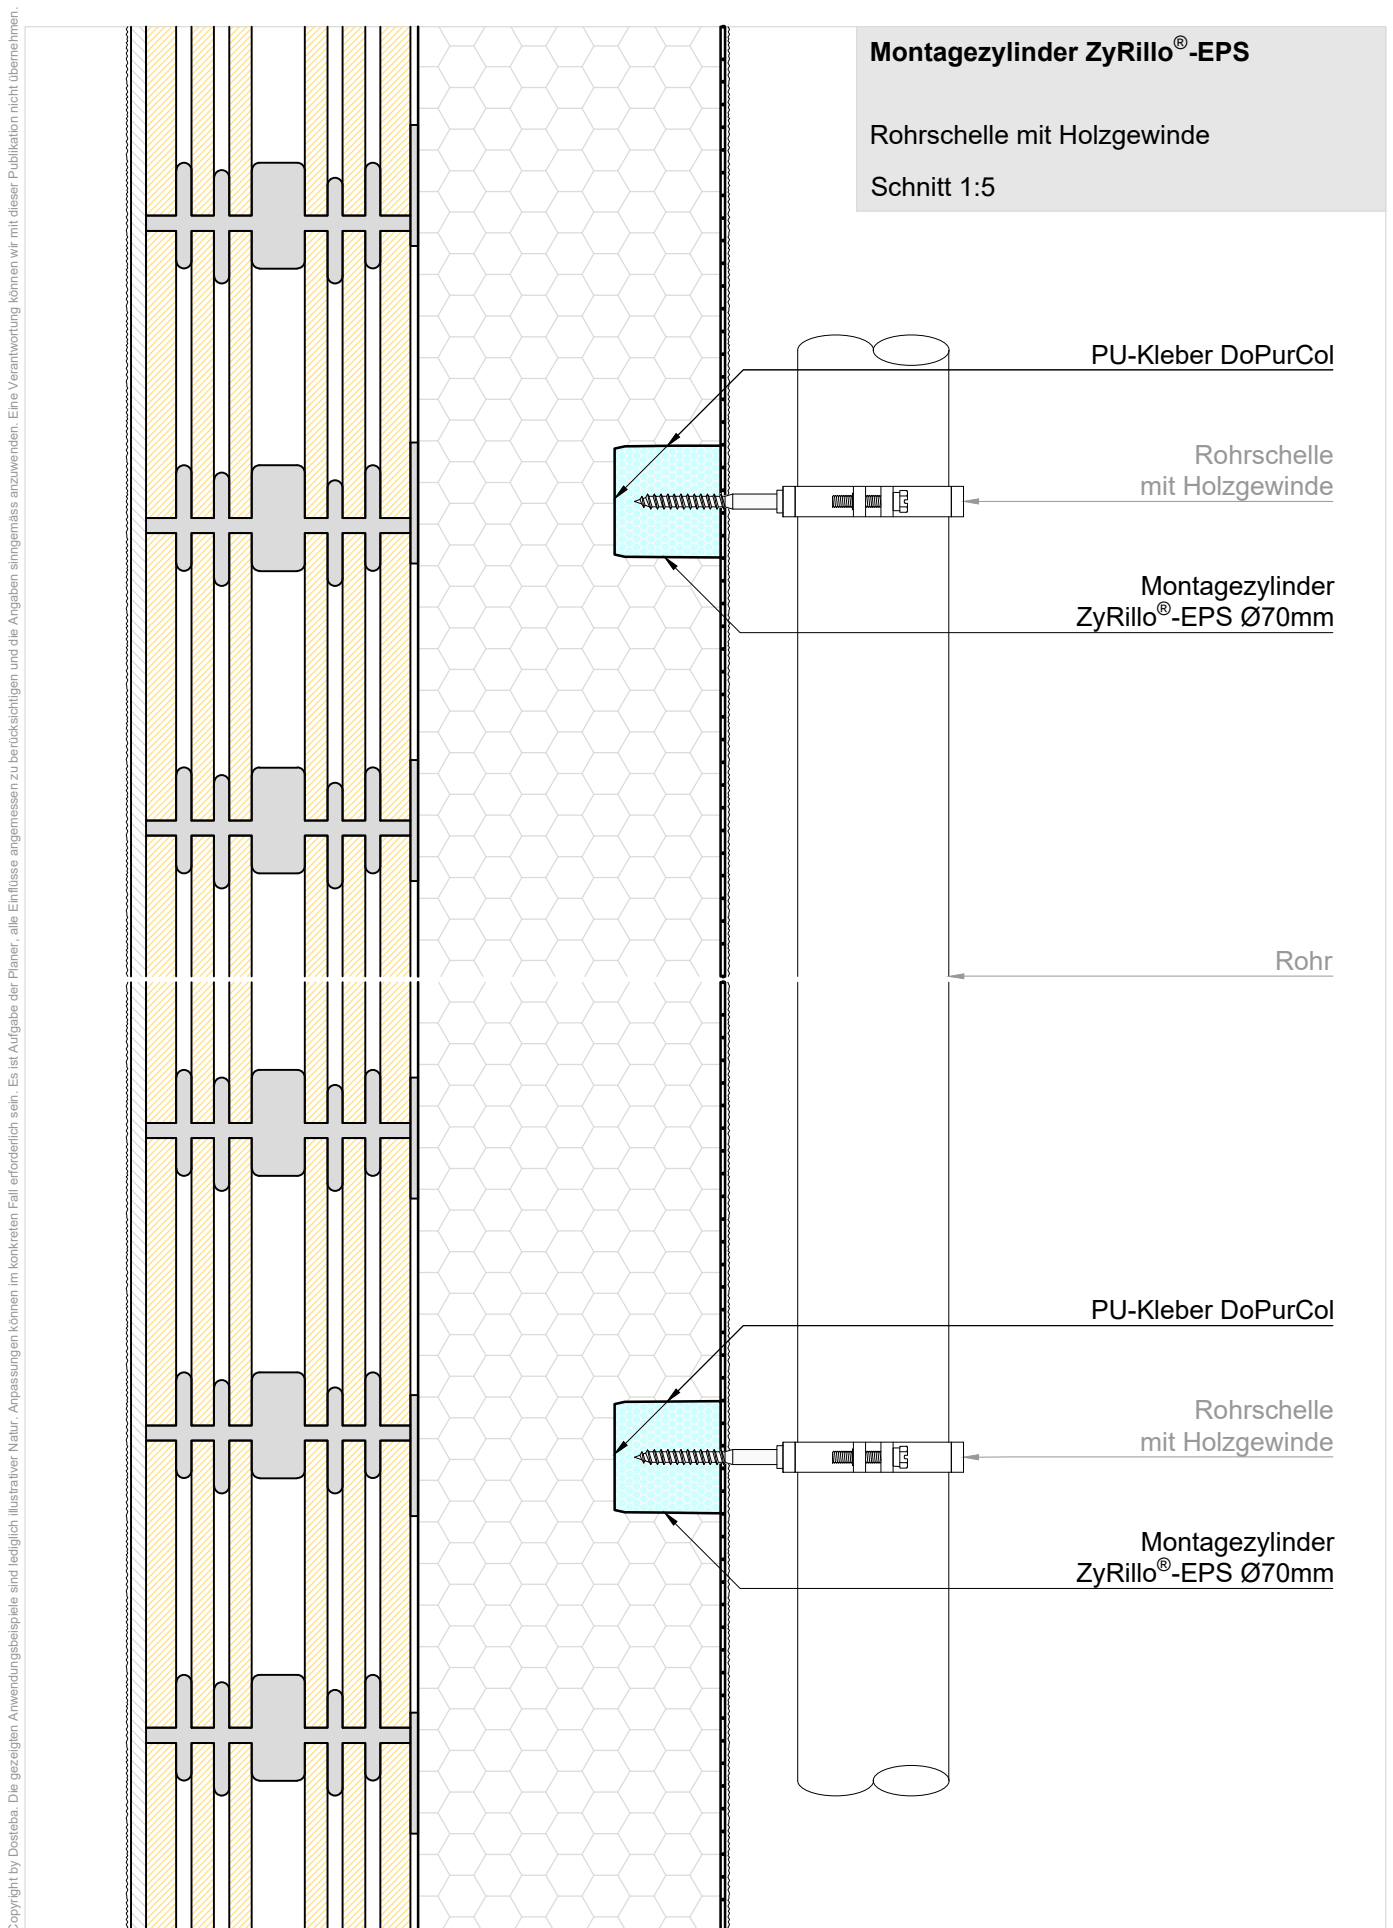 Montagezylinder ZyRillo®-EPS
Rohrschelle mit Holzgewinde
Schnitt 1:5
PU-Kleber DoPurCol
Rohrschelle
mit Holzgewinde
Montagezylinder
ZyRillo®-EPS Ø70mm
Rohr
PU-Kleber DoPurCol
Rohrschelle
mit Holzgewinde
Montagezylinder
ZyRillo®-EPS Ø70mm
Copyright by Dosteba. Die gezeigten Anwendungsbeispiele sind lediglich illustrativer Natur. Anpassungen können im konkreten Fall erforderlich sein. Es ist Aufgabe der Planer, alle Einflüsse angemessen zu berücksichtigen und die Angaben sinngemäss anzuwenden. Eine Verantwortung können wir mit dieser Publikation nicht übernehmen.